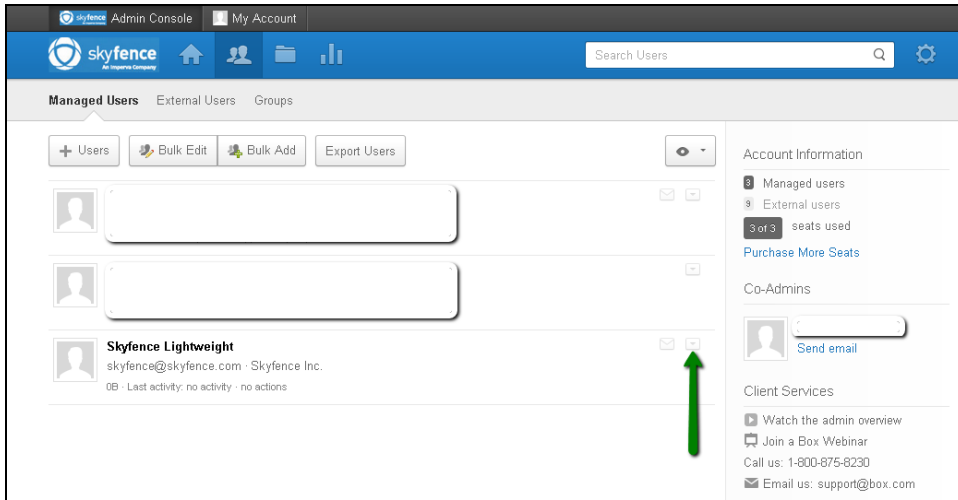 skyfence Admin Console My Account
skyfence
An Imperva Company
Search Users
Managed Users External Users Groups
+ Users Bulk Edit Bulk Add Export Users
Account Information
3 Managed users
9 External users
3 of 3 seats used
Purchase More Seats
Co-Admins
Send email
Skyfence Lightweight
skyfence@skyfence.com · Skyfence Inc.
0B · Last activity: no activity · no actions
Client Services
Watch the admin overview
Join a Box Webinar
Call us: 1-800-875-8230
Email us: support@box.com